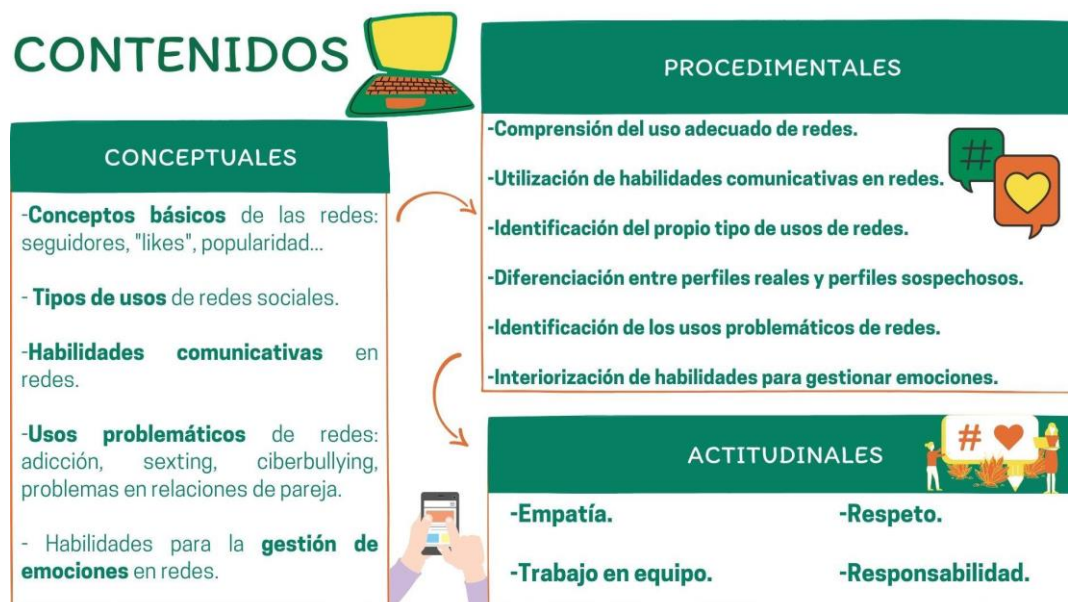 CONTENIDOS
CONCEPTUALES
-Conceptos básicos de las redes:
seguidores, "likes", popularidad...
- Tipos de usos de redes sociales.
-Habilidades comunicativas en
redes.
-Usos problemáticos de redes:
adicción, sexting, ciberbullying,
problemas en relaciones de pareja.
- Habilidades para la gestión de
emociones en redes.
PROCEDIMENTALES
-Comprensión del uso adecuado de redes.
-Utilización de habilidades comunicativas en redes.
-Identificación del propio tipo de usos de redes.
-Diferenciación entre perfiles reales y perfiles sospechosos.
-Identificación de los usos problemáticos de redes.
-Interiorización de habilidades para gestionar emociones.
#
ACTITUDINALES
#
-Empatía.
-Respeto.
-Trabajo en equipo.
-Responsabilidad.